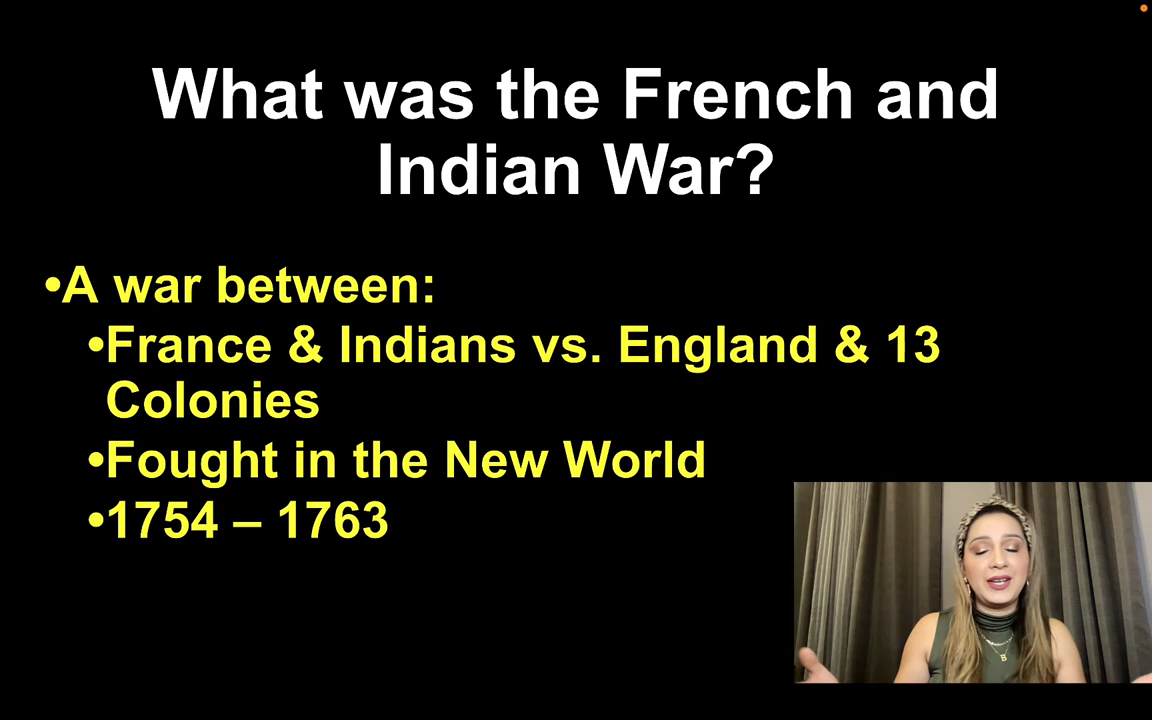 What was the French and
Indian War?
•A war between:
•France & Indians vs. England & 13
Colonies
•Fought in the New World
•1754 – 1763
B